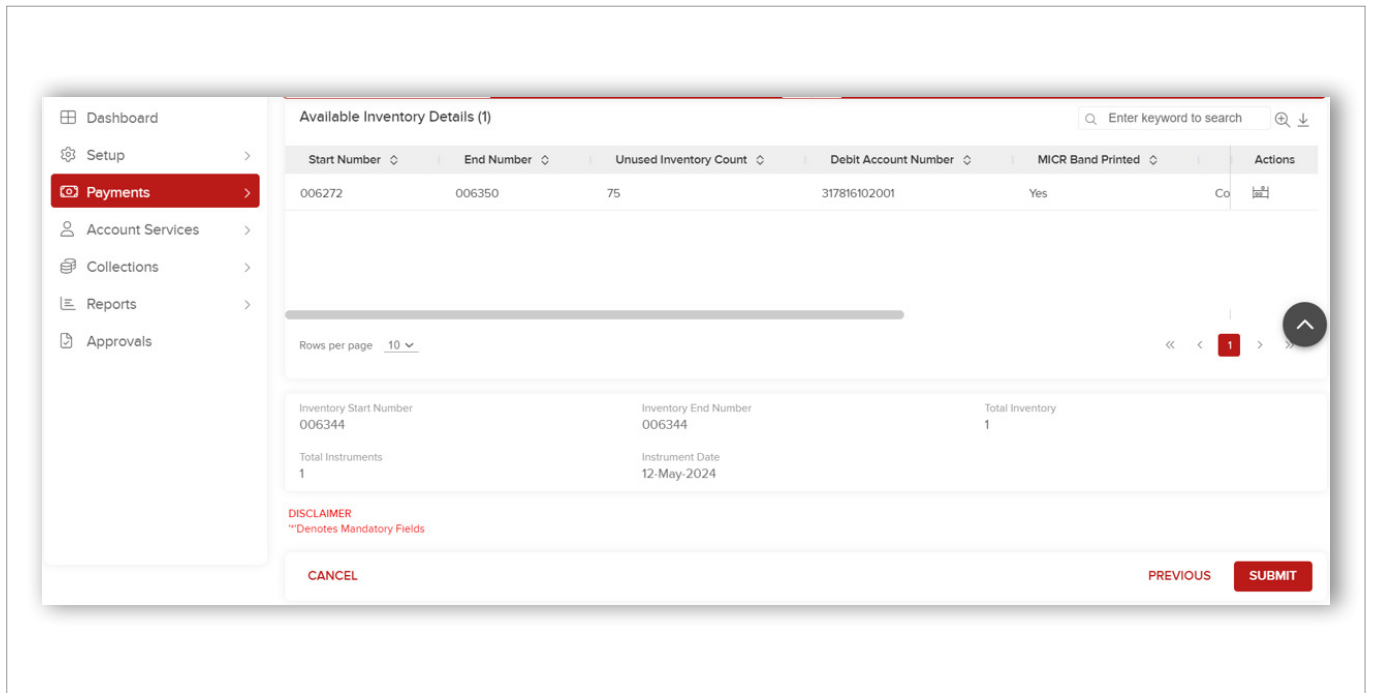 Dashboard
Setup
Payments
Account Services
Collections
Reports
Approvals
Available Inventory Details (1)
Enter keyword to search
Start Number End Number Unused Inventory Count Debit Account Number MICR Band Printed Actions
006272 006350 75 317816102001 Yes Co
Rows per page 10
1
Inventory Start Number Inventory End Number Total Inventory
006344 006344 1
Total Instruments Instrument Date
1 12-May-2024
DISCLAIMER
'*'Denotes Mandatory Fields
CANCEL PREVIOUS SUBMIT